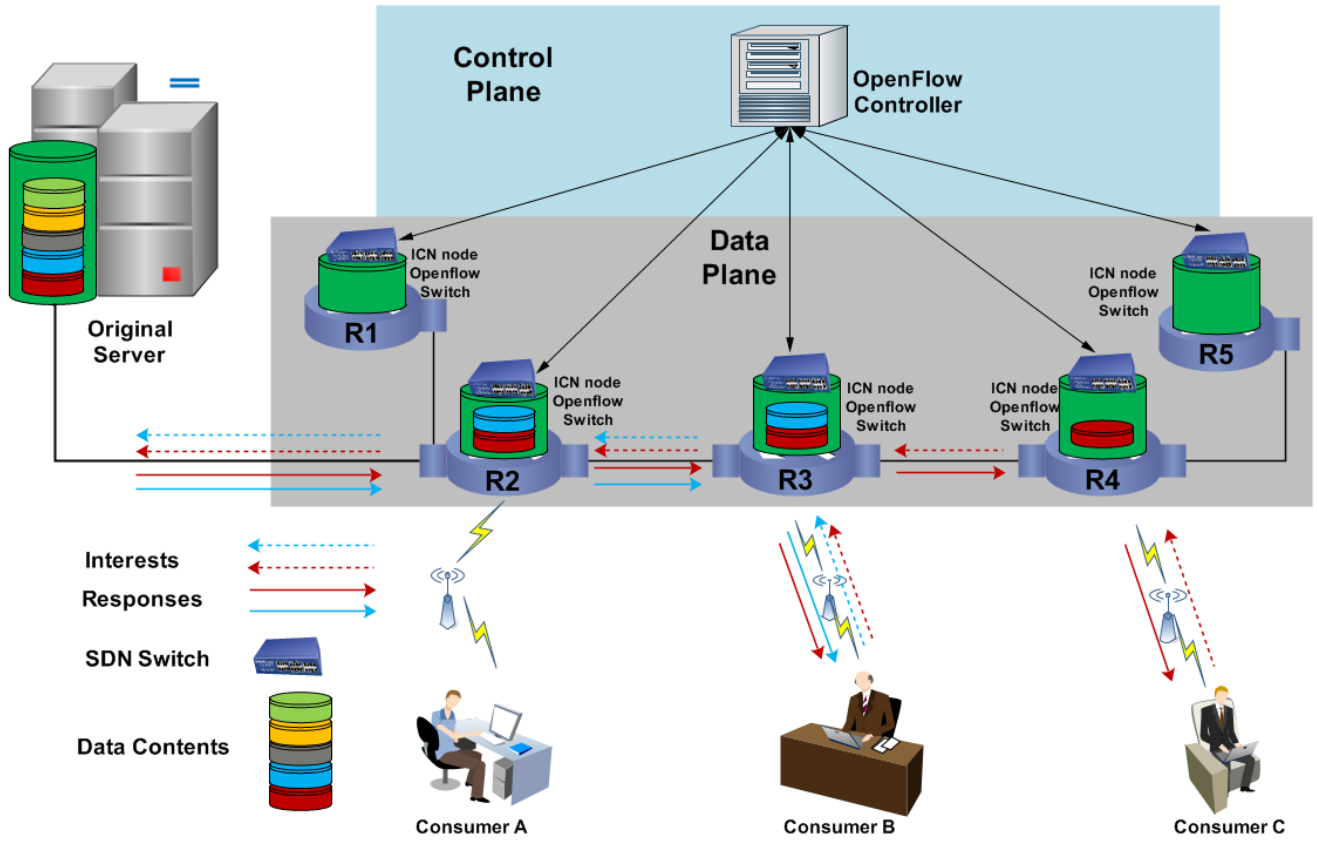 Control
Plane
OpenFlow
Controller
Data
Plane
ICN node
Openflow
Switch
R1
ICN node
Openflow
Switch
R5
Original
Server
ICN node
Openflow
Switch
R2
ICN node
Openflow
Switch
R3
ICN node
Openflow
Switch
R4
Interests
Responses
SDN Switch
Data Contents
Consumer A
Consumer B
Consumer C